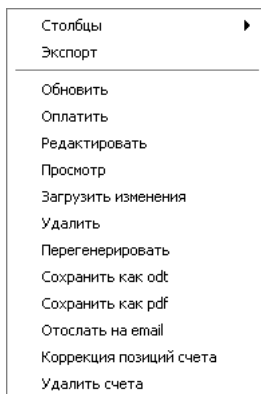 Столбцы
Экспорт
Обновить
Оплатить
Редактировать
Просмотр
Загрузить изменения
Удалить
Перегенерировать
Сохранить как odt
Сохранить как pdf
Отослать на email
Коррекция позиций счета
Удалить счета